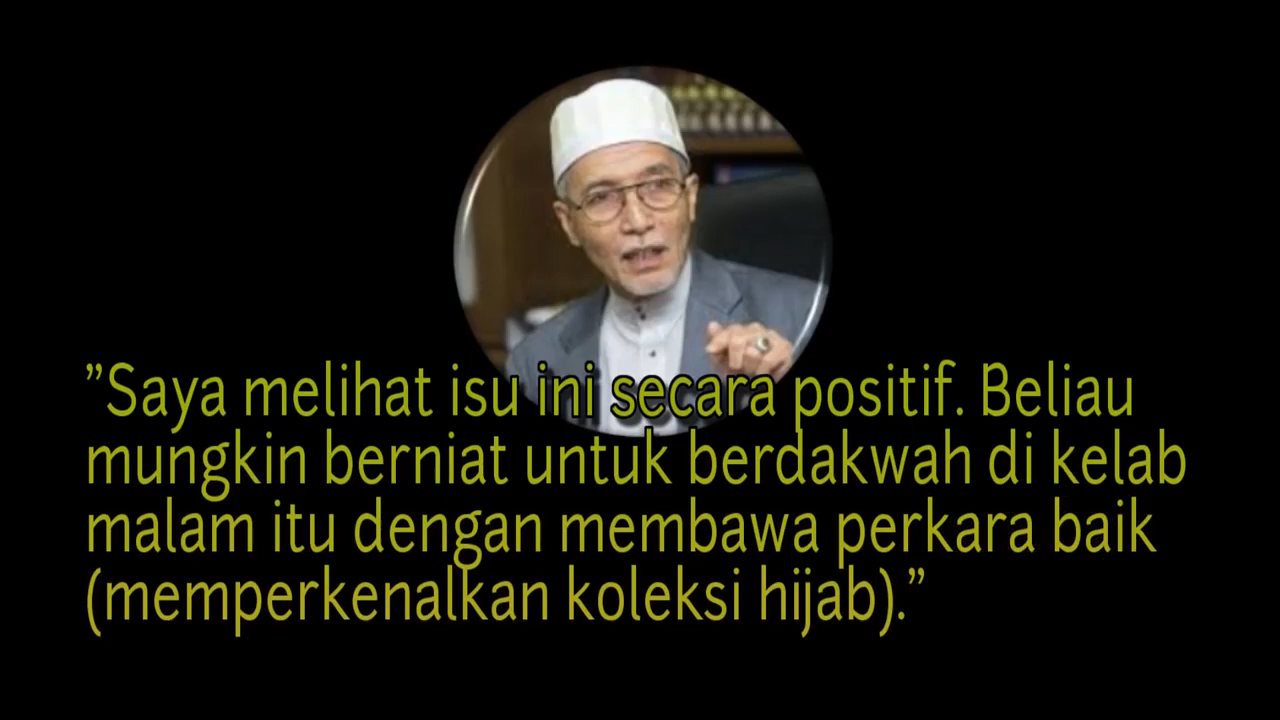 ”Saya melihat isu ini secara positif. Beliau
mungkin berniat untuk berdakwah di kelab
malam itu dengan membawa perkara baik
(memperkenalkan koleksi hijab).”